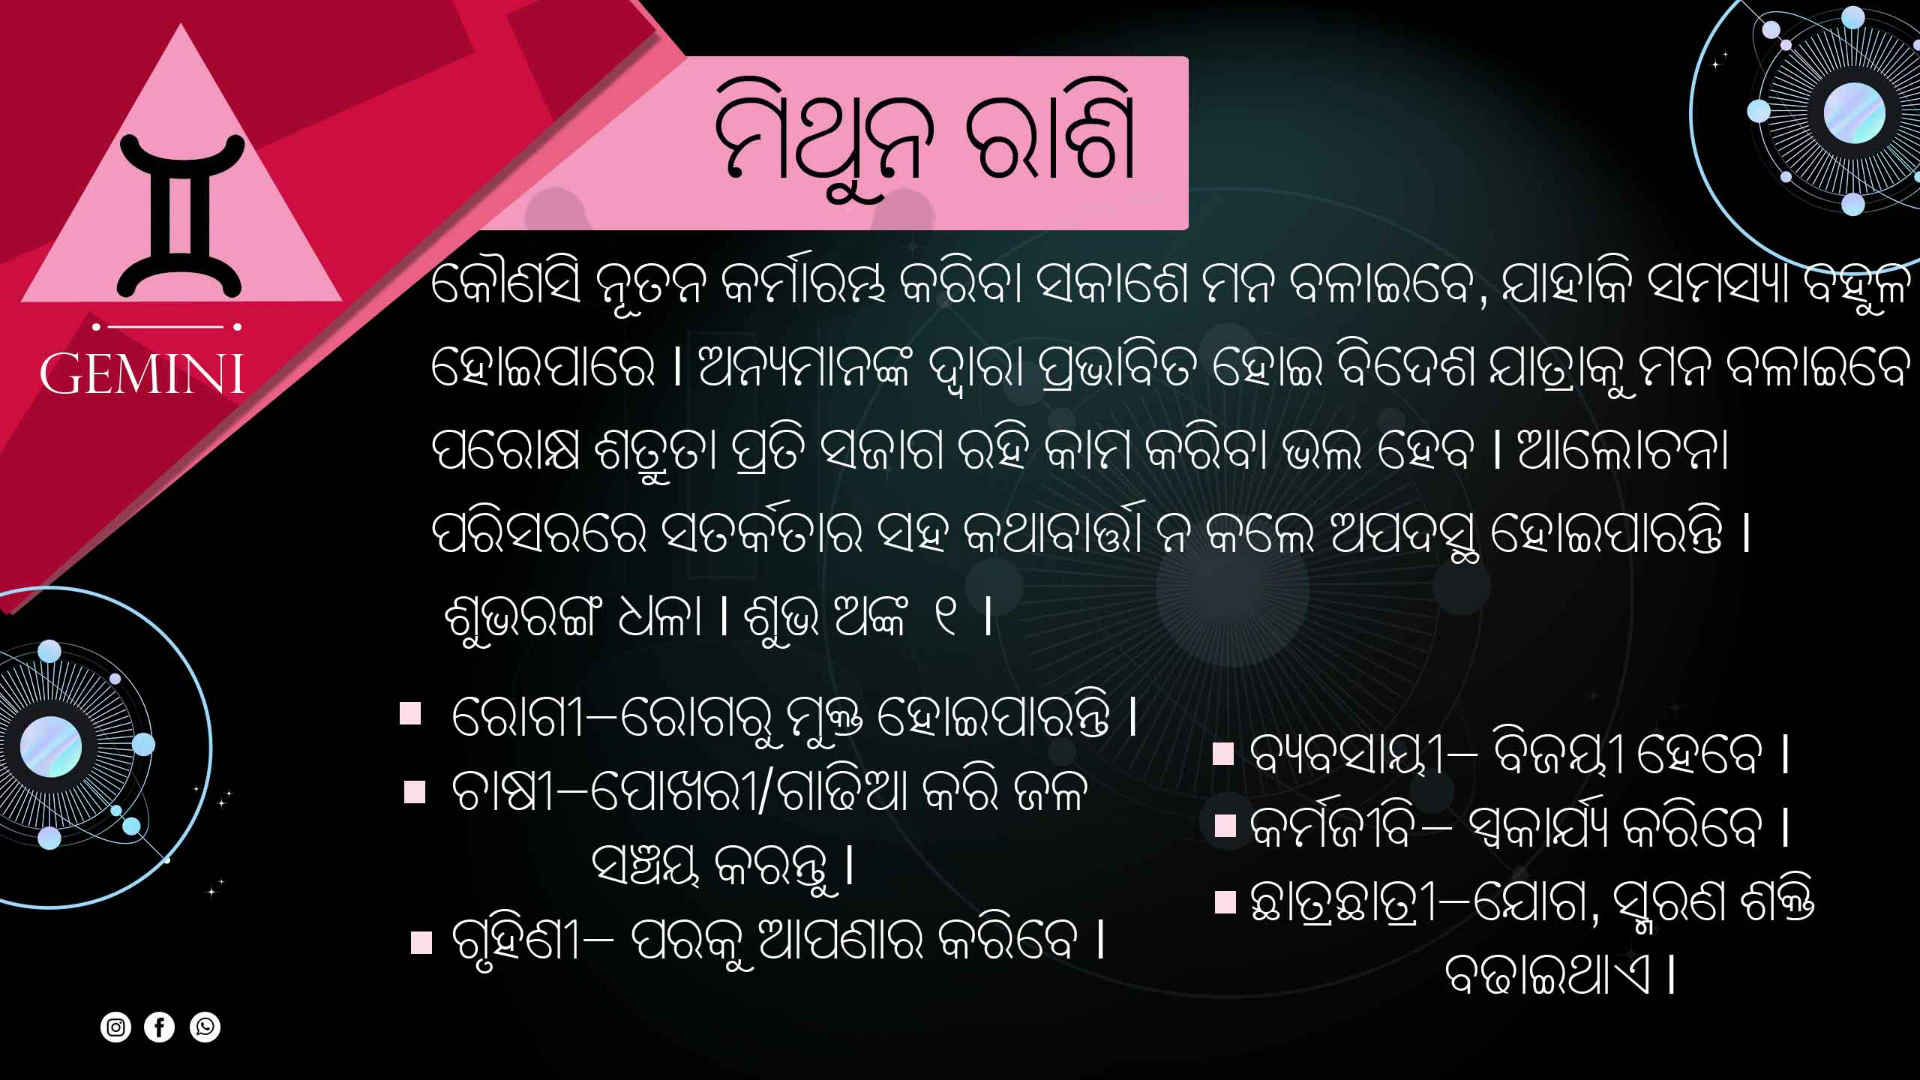 ମିଥୁନ ରାଶି
GEMINI
କୌଣସି ନୂତନ କର୍ମାରମ୍ଭ କରିବା ସକାଶେ ମନ ବଳାଇବେ, ଯାହାକି ସମସ୍ୟା ବହୁଳ
ହୋଇପାରେ । ଅନ୍ୟମାନଙ୍କ ଦ୍ୱାରା ପ୍ରଭାବିତ ହୋଇ ବିଦେଶ ଯାତ୍ରାକୁ ମନ ବଳାଇବେ
ପରୋକ୍ଷ ଶତ୍ରୁତା ପ୍ରତି ସଜାଗ ରହି କାମ କରିବା ଭଲ ହେବ । ଆଲୋଚନା
ପରିସରରେ ସତର୍କତାର ସହ କଥାବାର୍ତ୍ତା ନ କଲେ ଅପଦସ୍ଥ ହୋଇପାରନ୍ତି ।
ଶୁଭରଙ୍ଗ ଧଳା । ଶୁଭ ଅଙ୍କ ୧ ।
ରୋଗୀ–ରୋଗରୁ ମୁକ୍ତ ହୋଇପାରନ୍ତି ।
ଚାଷୀ–ପୋଖରୀ/ଗାଢିଆ କରି ଜଳ
ସଞ୍ଚୟ କରନ୍ତୁ ।
ଗୃହିଣୀ– ପରକୁ ଆପଣାର କରିବେ ।
ବ୍ୟବସାୟୀ– ବିଜୟୀ ହେବେ ।
କର୍ମଜୀବି– ସ୍ୱକାର୍ଯ୍ୟ କରିବେ ।
ଛାତ୍ରଛାତ୍ରୀ–ଯୋଗ, ସ୍ମରଣ ଶକ୍ତି
ବଢାଇଥାଏ ।